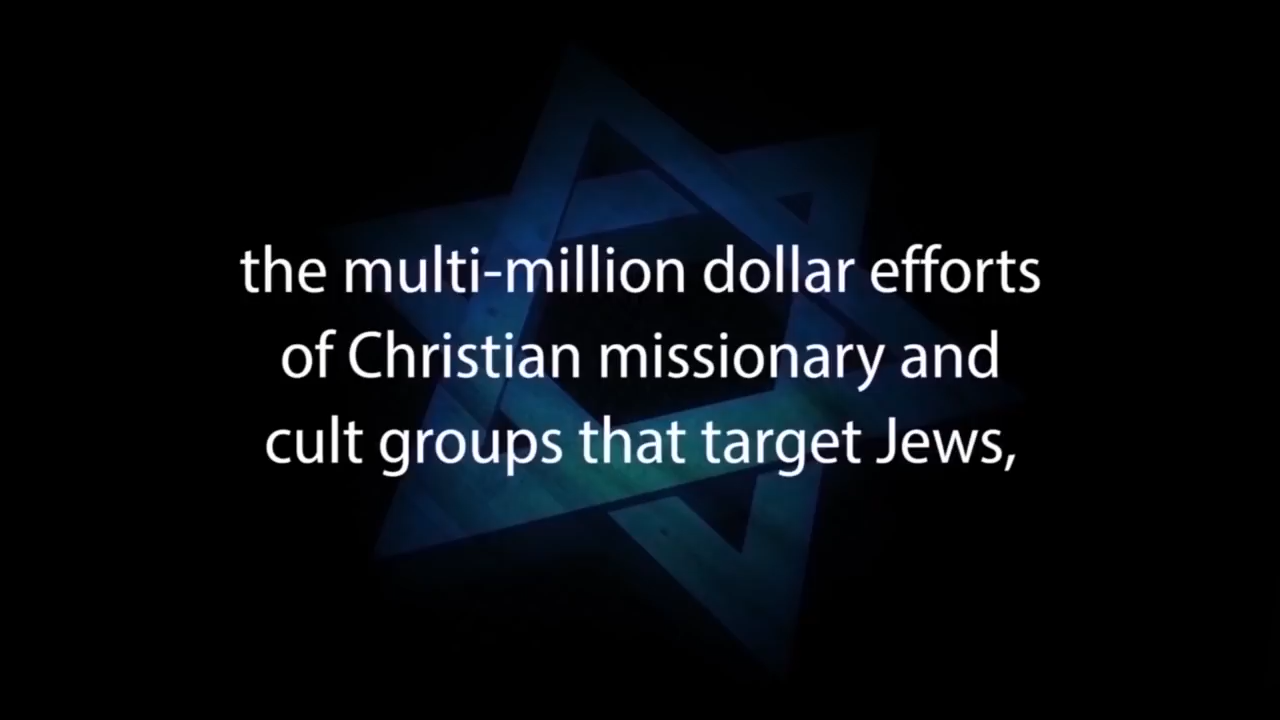 the multi-million dollar efforts
of Christian missionary and
cult groups that target Jews,